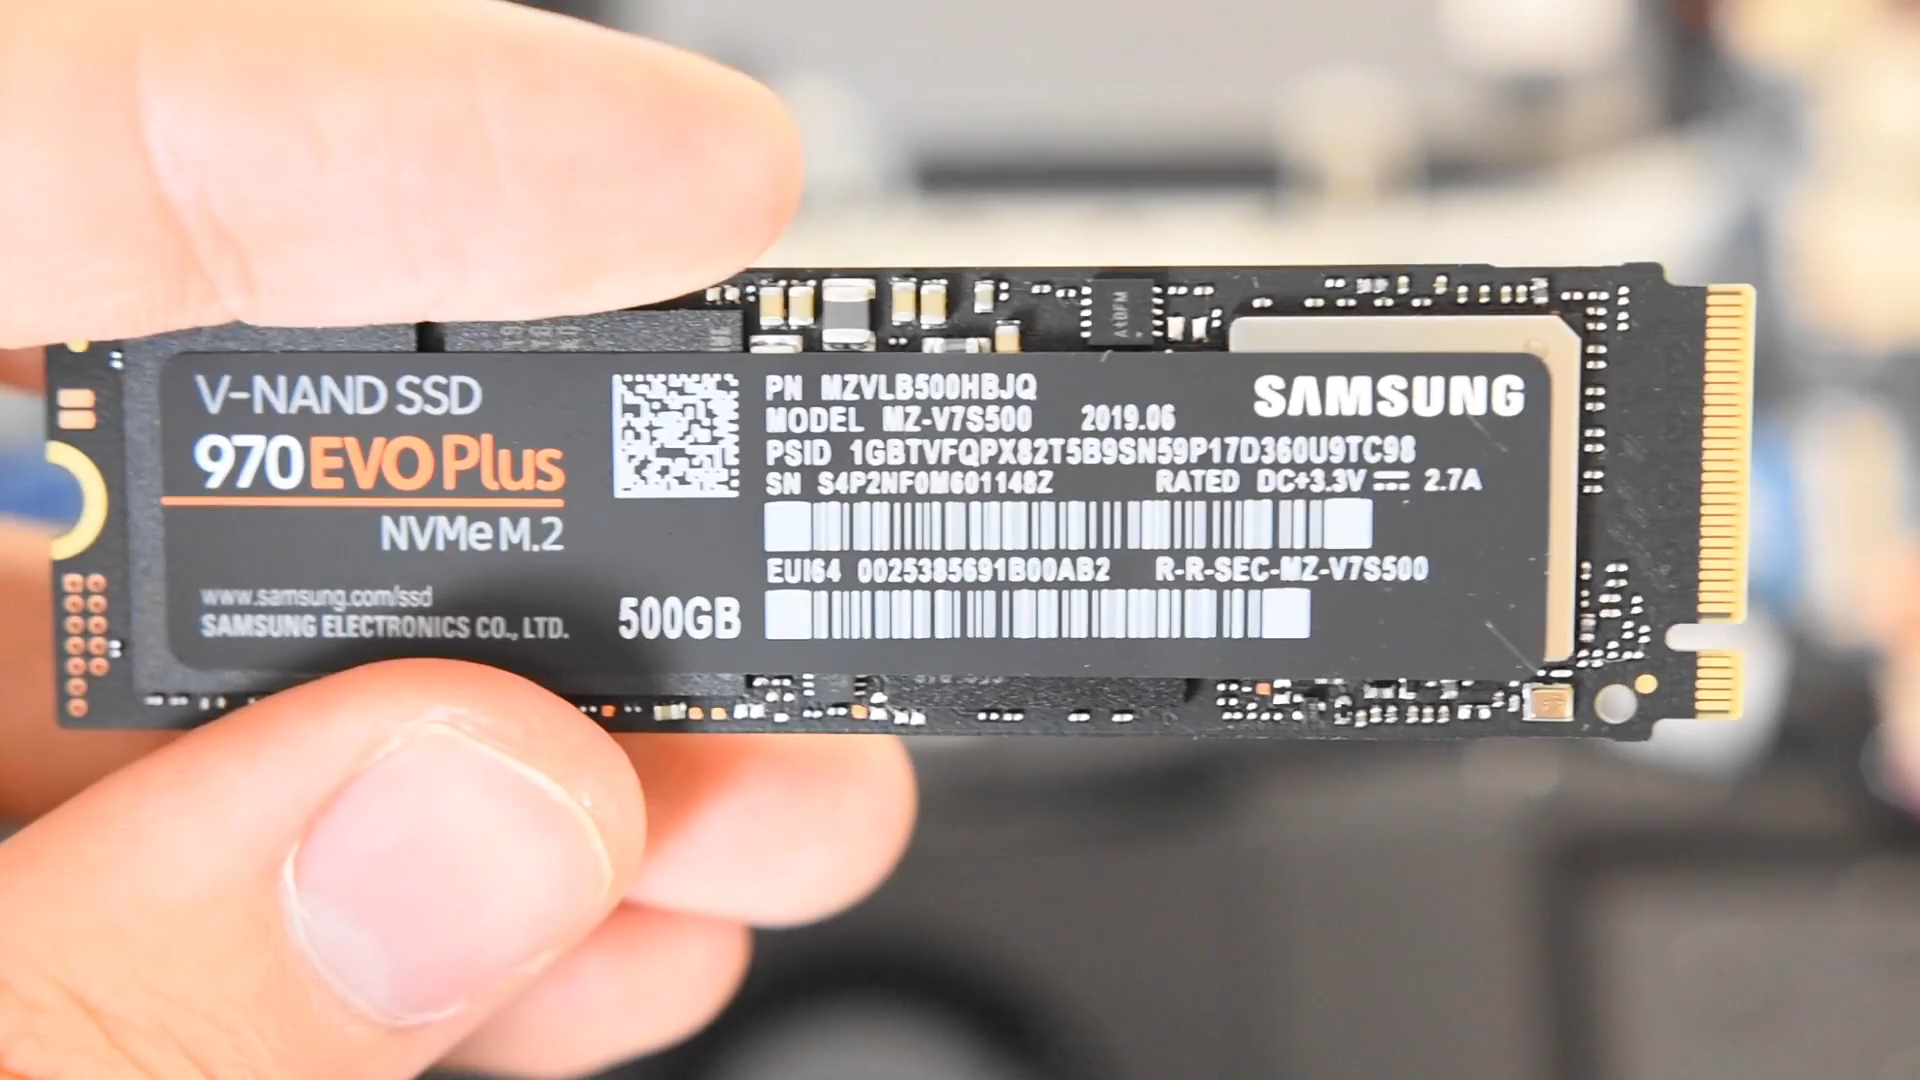 V-NAND SSD
970 EVO Plus
NVMe M.2
www.samsung.com/ssd
SAMSUNG ELECTRONICS CO., LTD.
500GB
PN MZVLB500HBJQ
MODEL MZ-V7S500 2019.06
SAMSUNG
PSID 1GBTVFQPX82T5B9SN59P17D360U9TC98
SN S4P2NF0M601148Z RATED DC+3.3V ⎓ 2.7A
EUI64 0025385691B00AB2 R-R-SEC-MZ-V7S500